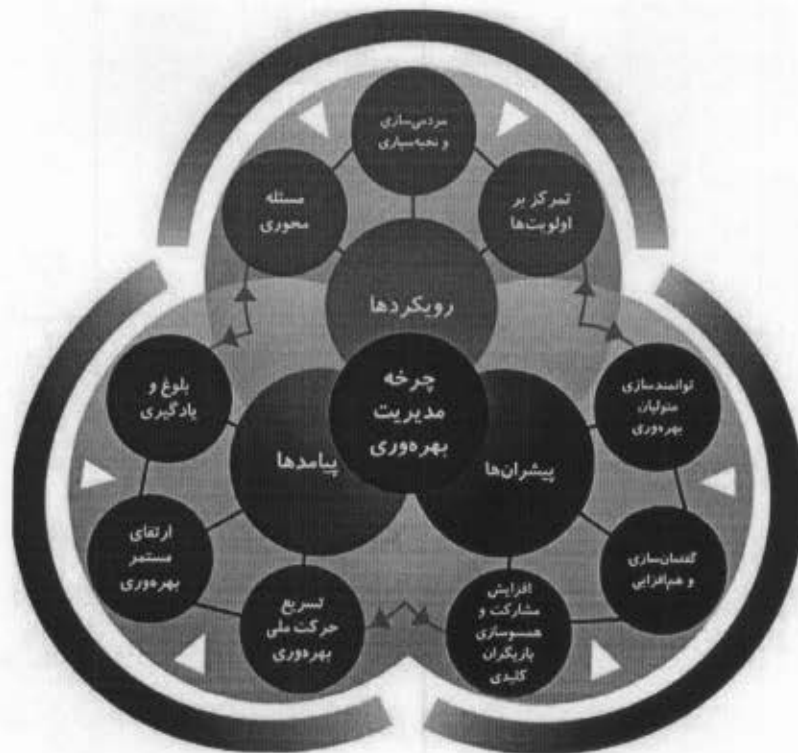 مردمی‌سازی
و نخبه‌سپاری
مسئله
محوری
تمرکز بر
اولویت‌ها
رویکردها
چرخه
مدیریت
بهره‌وری
پیامدها
پیشران‌ها
بلوغ و
یادگیری
ارتقای
مستمر
بهره‌وری
تسریع
حرکت ملی
بهره‌وری
توانمندسازی
متولیان
بهره‌وری
گفتمان‌سازی
و هم‌افزایی
افزایش
مشارکت و
همسوسازی
بازیگران
کلیدی